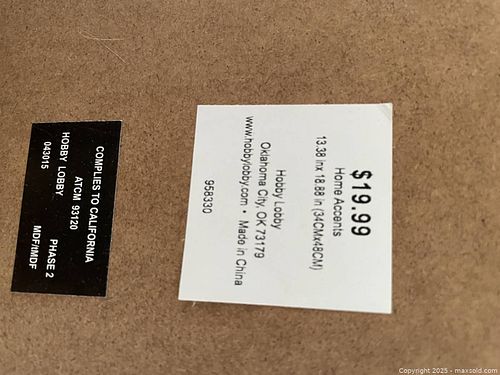 $19.99
Home Accents
13.38 inx 18.88 in (34CMx48CM)
Hobby Lobby
Oklahoma City, OK 73179
www.hobbylobby.com • Made in China
958330
COMPLIES TO CALIFORNIA
ATCM 93120 PHASE 2
HOBBY LOBBY MDF/tMDF
043015
Copyright 2025 - maxsold.com